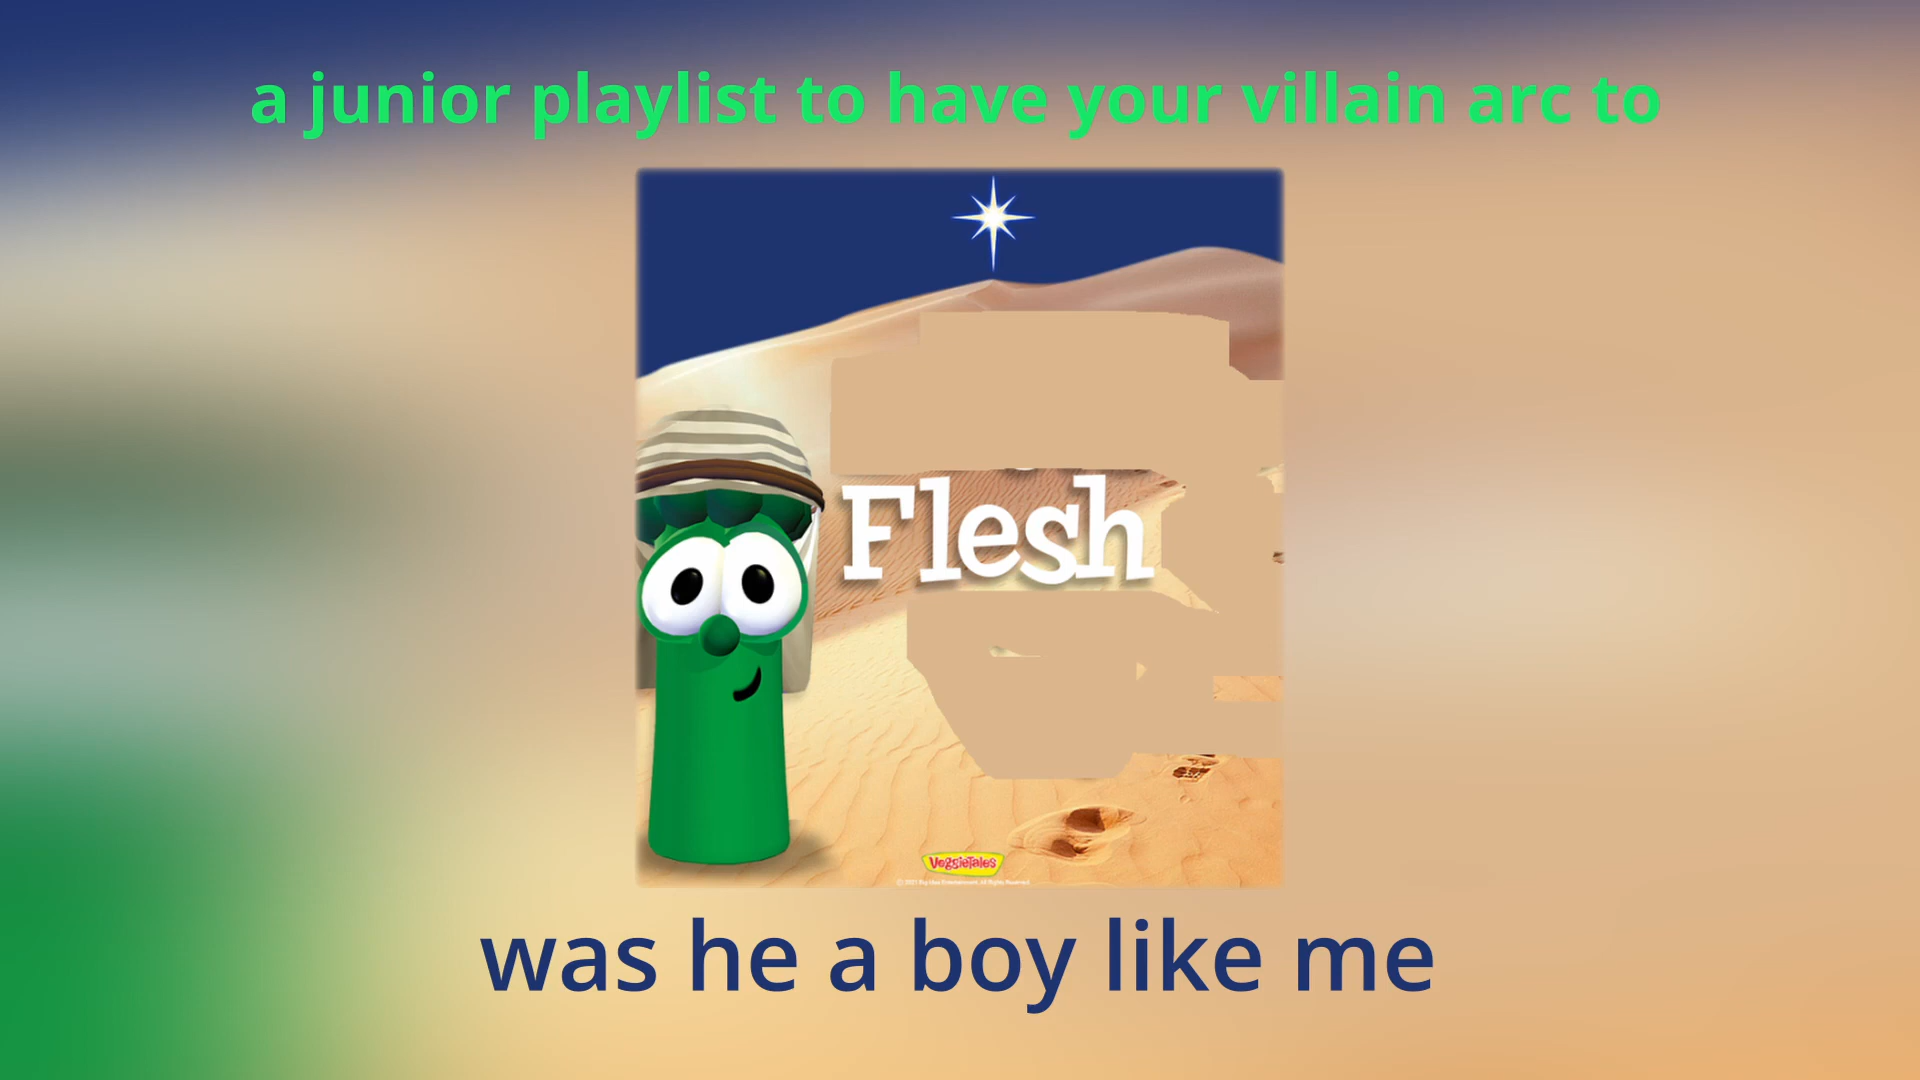 a junior playlist to have your villain arc to
Flesh
VeggieTales
was he a boy like me